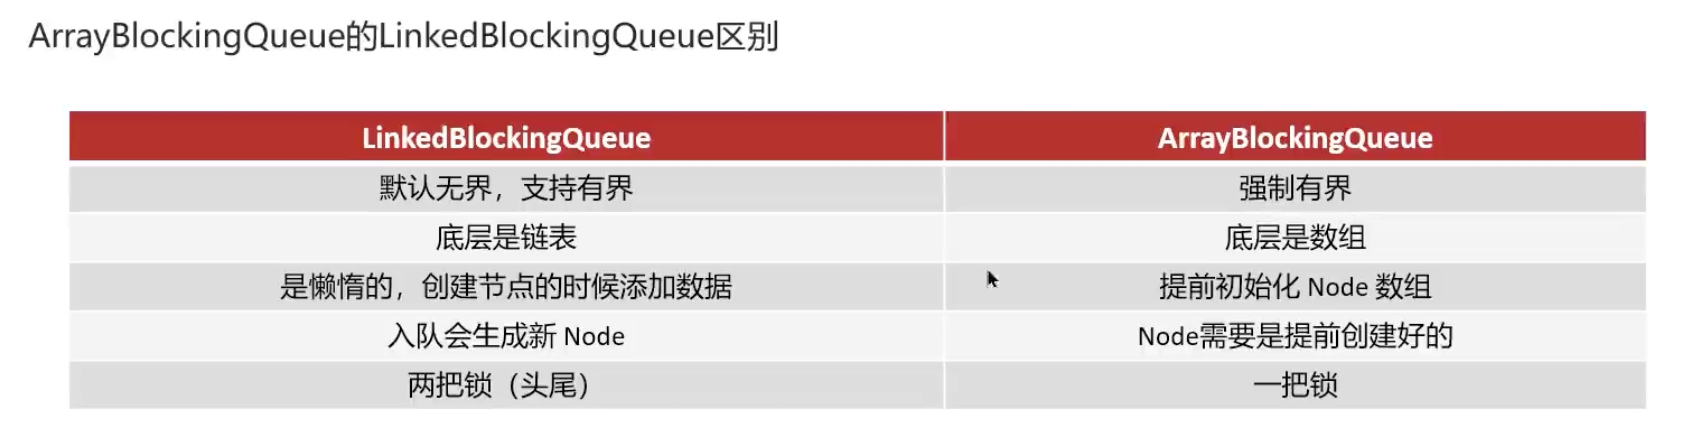 ArrayBlockingQueue的LinkedBlockingQueue区别
LinkedBlockingQueue ArrayBlockingQueue
默认无界，支持有界 强制有界
底层是链表 底层是数组
是懒惰的，创建节点的时候添加数据 提前初始化 Node 数组
入队会生成新 Node Node需要是提前创建好的
两把锁（头尾） 一把锁